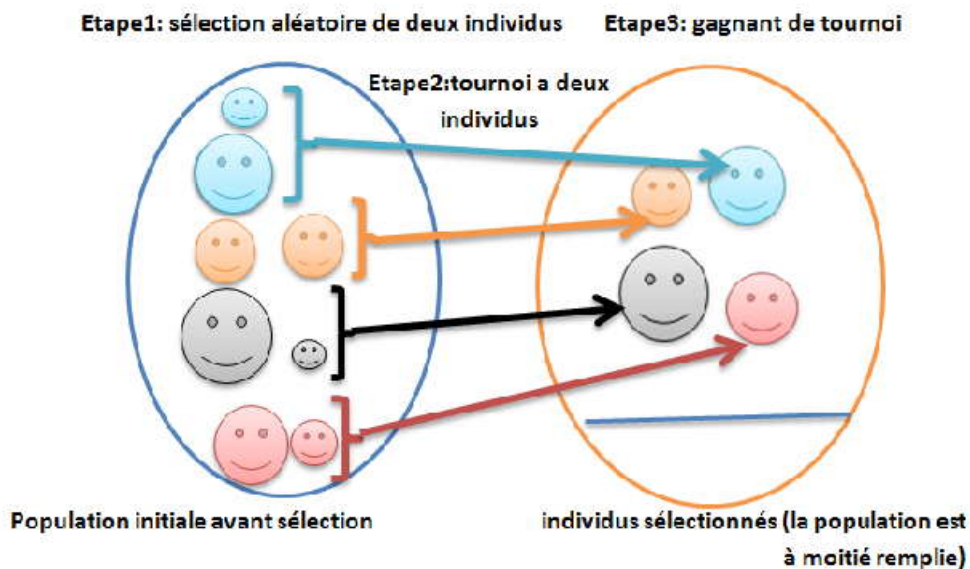 Etape1: sélection aléatoire de deux individus
Etape3: gagnant de tournoi
Etape2:tournoi a deux
individus
Population initiale avant sélection
individus sélectionnés (la population est
à moitié remplie)